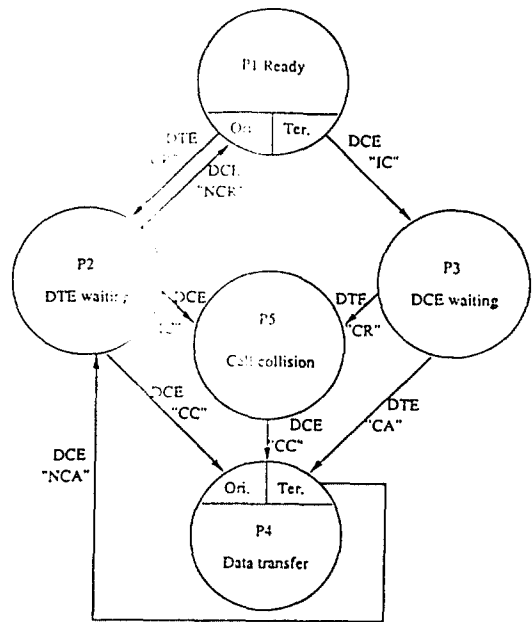 P1 Ready
Ori. Ter.
DTE
DCE
"NCR"
DCE
"IC"
P2
DTE waiting
P3
DCE waiting
DCE
P5
Call collision
DTE
"CR"
DCE
"CC"
DCE
"CC"
DTE
"CA"
DCE
"NCA"
Ori. Ter.
P4
Data transfer